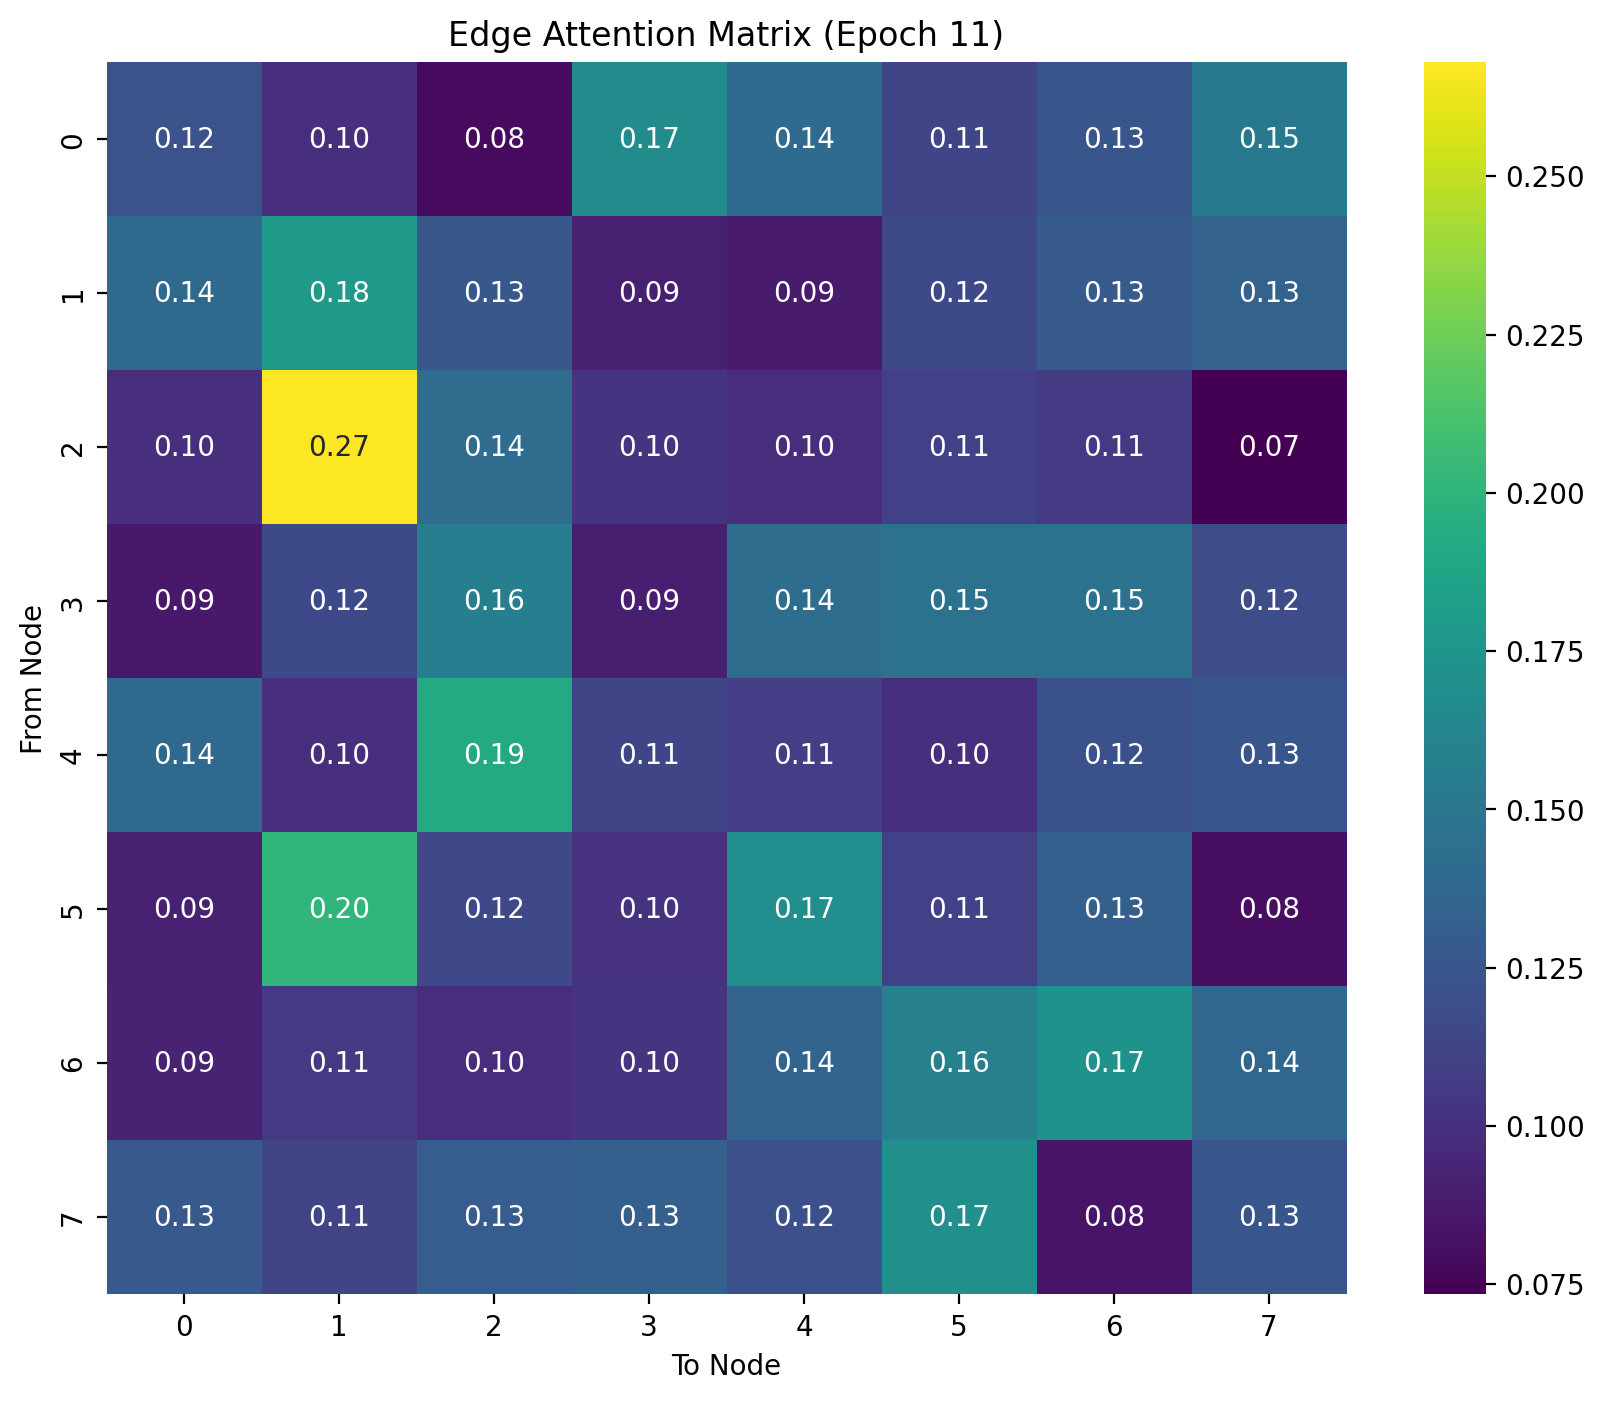 Edge Attention Matrix (Epoch 11)
0 0.12 0.10 0.08 0.17 0.14 0.11 0.13 0.15
1 0.14 0.18 0.13 0.09 0.09 0.12 0.13 0.13
2 0.10 0.27 0.14 0.10 0.10 0.11 0.11 0.07
3 0.09 0.12 0.16 0.09 0.14 0.15 0.15 0.12
4 0.14 0.10 0.19 0.11 0.11 0.10 0.12 0.13
5 0.09 0.20 0.12 0.10 0.17 0.11 0.13 0.08
6 0.09 0.11 0.10 0.10 0.14 0.16 0.17 0.14
7 0.13 0.11 0.13 0.13 0.12 0.17 0.08 0.13
0 1 2 3 4 5 6 7
To Node
From Node
0.250
0.225
0.200
0.175
0.150
0.125
0.100
0.075